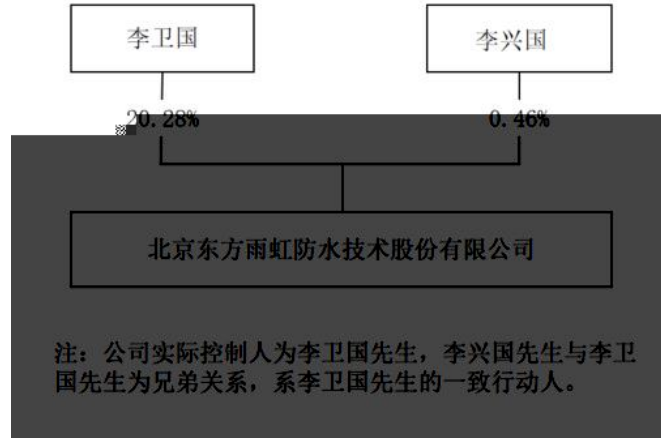 李卫国 李兴国
20.28% 0.46%
北京东方雨虹防水技术股份有限公司
注：公司实际控制人为李卫国先生，李兴国先生与李卫
国先生为兄弟关系，系李卫国先生的一致行动人。